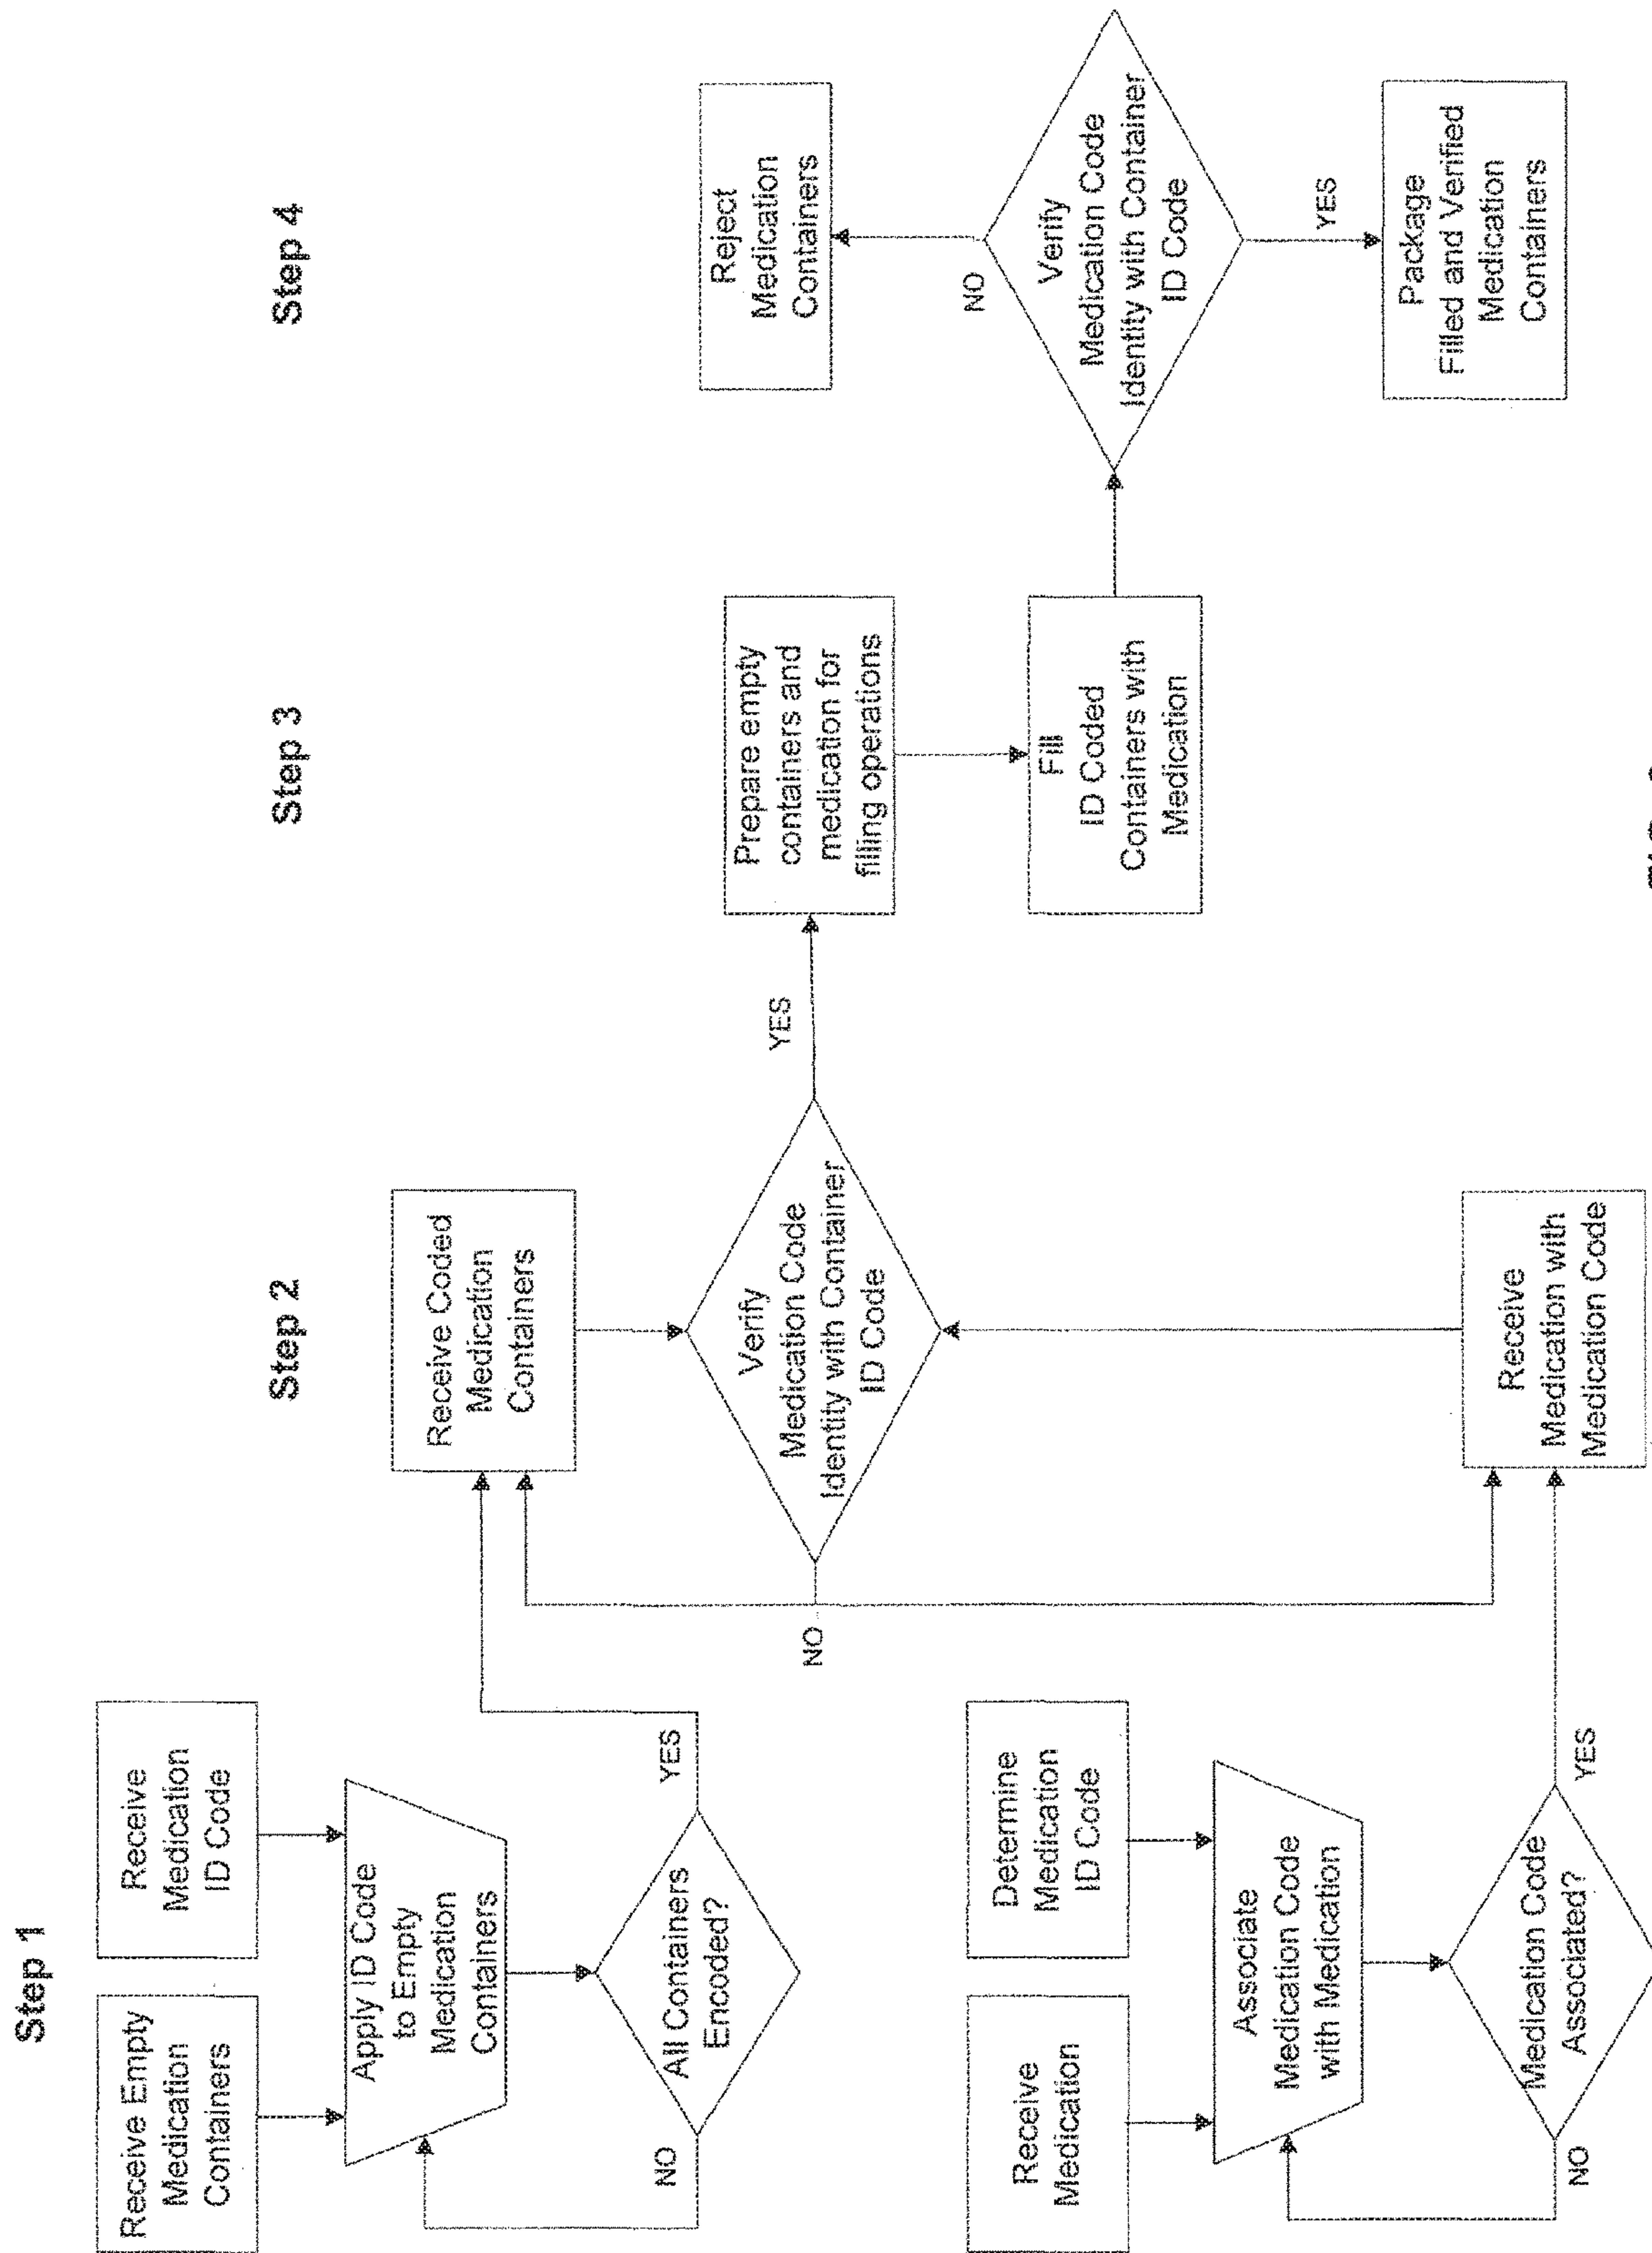 Step 1
Receive Empty
Medication
Containers
Receive
Medication
ID Code
Apply ID Code
to Empty
Medication
Containers
All Containers
Encoded?
NO
YES
Receive
Medication
Determine
Medication
ID Code
Associate
Medication Code
with Medication
Medication Code
Associated?
NO
YES
Step 2
Receive Coded
Medication
Containers
Verify
Medication Code
Identity with Container
ID Code
NO
YES
Receive
Medication with
Medication Code
Step 3
Prepare empty
containers and
medication for
filling operations
Fill
ID Coded
Containers with
Medication
Step 4
Reject
Medication
Containers
NO
Verify
Medication Code
Identity with Container
ID Code
YES
Package
Filled and Verified
Medication
Containers